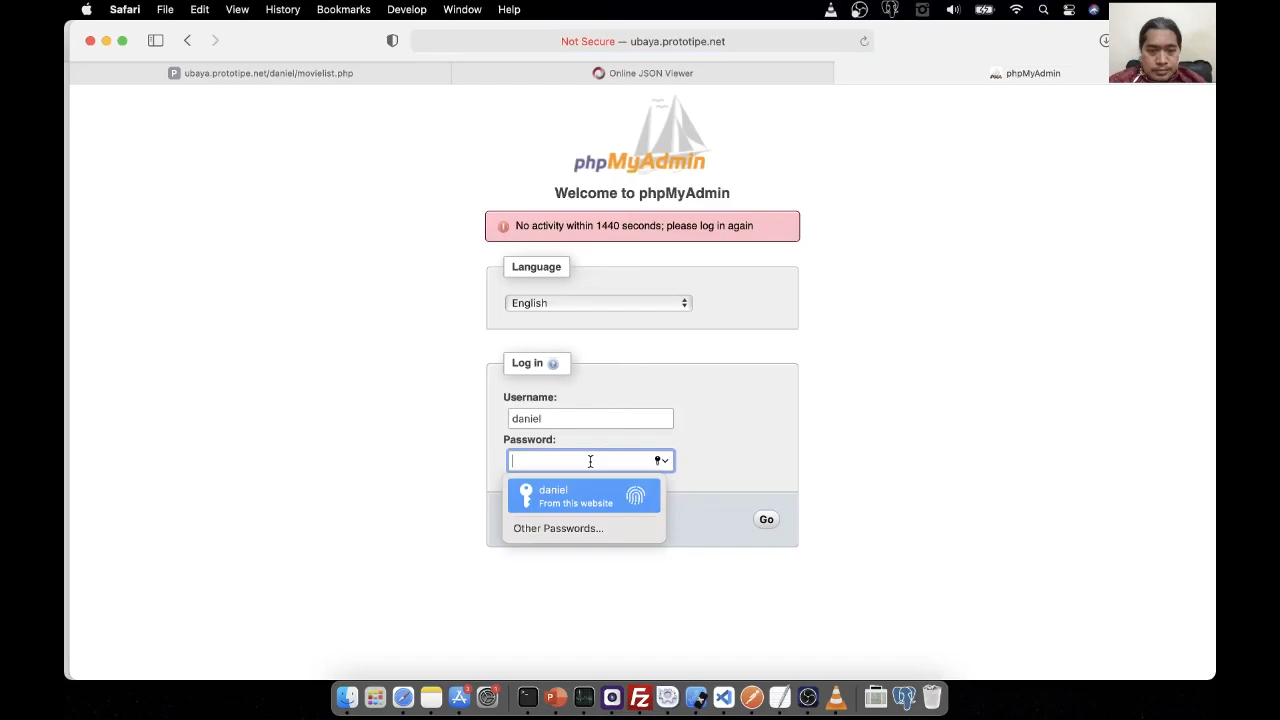 Safari File Edit View History Bookmarks Develop Window Help
Not Secure — ubaya.prototipe.net
P ubaya.prototipe.net/daniel/movielist.php
Online JSON Viewer
phpMyAdmin
phpMyAdmin
Welcome to phpMyAdmin
No activity within 1440 seconds; please log in again
Language
English
Log in
Username:
daniel
Password:
daniel
From this website
Other Passwords...
Go